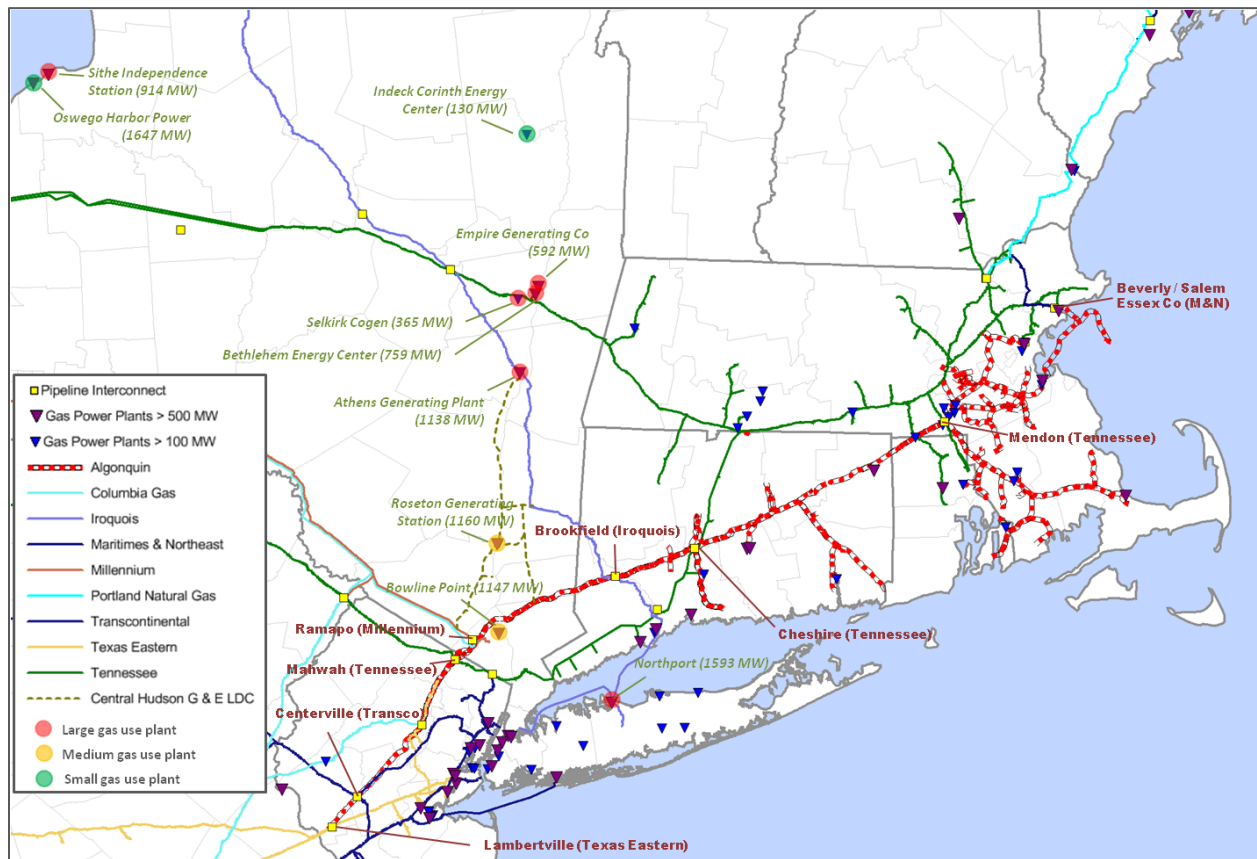 Sithe Independence
Station (914 MW)
Oswego Harbor Power
(1647 MW)
Indeck Corinth Energy
Center (130 MW)
Empire Generating Co
(592 MW)
Selkirk Cogen (365 MW)
Bethlehem Energy Center (759 MW)
Athens Generating Plant
(1138 MW)
Beverly / Salem
Essex Co (M&N)
Mendon (Tennessee)
Roseton Generating
Station (1160 MW)
Brookfield (Iroquois)
Bowline Point (1147 MW)
Ramapo (Millennium)
Cheshire (Tennessee)
Mahwah (Tennessee)
Northport (1593 MW)
Centerville (Transco)
Lambertville (Texas Eastern)
Pipeline Interconnect
Gas Power Plants > 500 MW
Gas Power Plants > 100 MW
Algonquin
Columbia Gas
Iroquois
Maritimes & Northeast
Millennium
Portland Natural Gas
Transcontinental
Texas Eastern
Tennessee
Central Hudson G & E LDC
Large gas use plant
Medium gas use plant
Small gas use plant